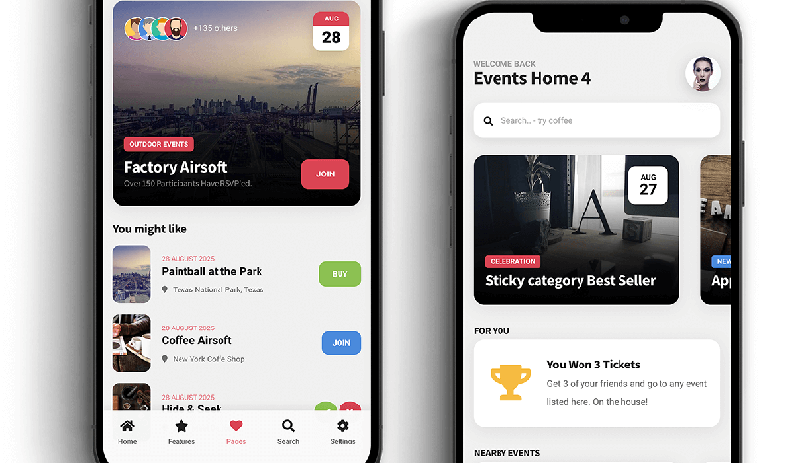 +135 others
AUG
28
OUTDOOR EVENTS
Factory Airsoft
Over 150 Participants Have RSVP'ed.
JOIN
You might like
28 AUGUST 2025
Paintball at the Park
Texas National Park, Texas
BUY
28 AUGUST 2025
Coffee Airsoft
New York Coffe Shop
JOIN
Hide & Seek
Home
Features
Pages
Search
Settings
WELCOME BACK
Events Home 4
Search.. - try coffee
AUG
27
A
CELEBRATION
Sticky category Best Seller
NEW
App
FOR YOU
You Won 3 Tickets
Get 3 of your friends and go to any event
listed here. On the house!
NEARBY EVENTS